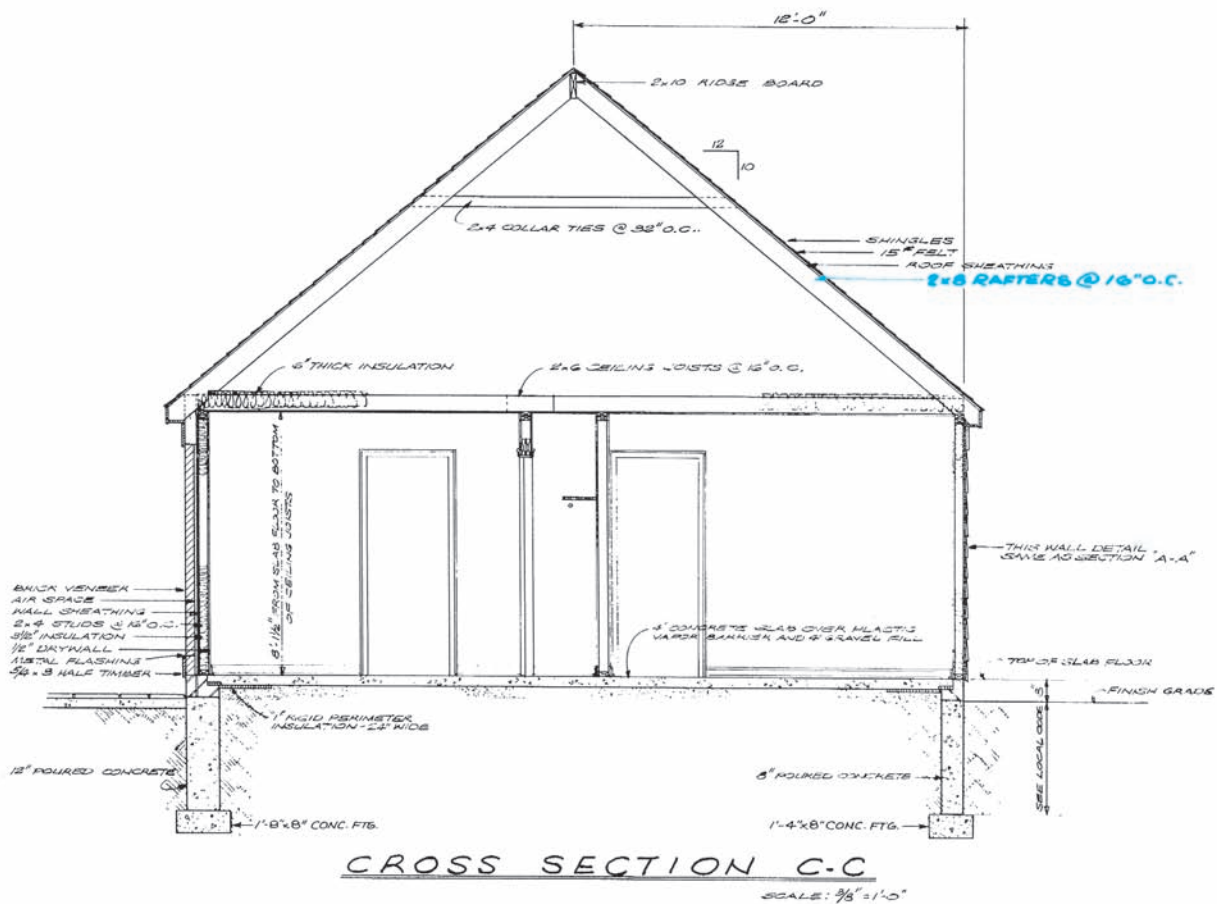 12'-0"
2x10 RIDGE BOARD
12
10
2x4 COLLAR TIES @ 32" O.C.
SHINGLES
15# FELT
ROOF SHEATHING
2x8 RAFTERS @ 16" O.C.
6" THICK INSULATION
2x6 CEILING JOISTS @ 16" O.C.
8'-1 1/2" FROM SLAB FLOOR TO BOTTOM
OF CEILING JOISTS
THIS WALL DETAIL
SAME AS SECTION "A-A"
BRICK VENEER
AIR SPACE
WALL SHEATHING
2x4 STUDS @ 16" O.C.
3 1/2" INSULATION
1/2" DRYWALL
METAL FLASHING
5/4 x 8 HALF TIMBER
4" CONCRETE SLAB OVER PLASTIC
VAPOR BARRIER AND 4" GRAVEL FILL
TOP OF SLAB FLOOR
8"
FINISH GRADE
1" RIGID PERIMETER
INSULATION - 24" WIDE
SEE LOCAL CODE
12" POURED CONCRETE
8" POURED CONCRETE
1'-8"x8" CONC. FTG.
1'-4"x8" CONC. FTG.
CROSS SECTION C-C
SCALE: 3/8" = 1'-0"